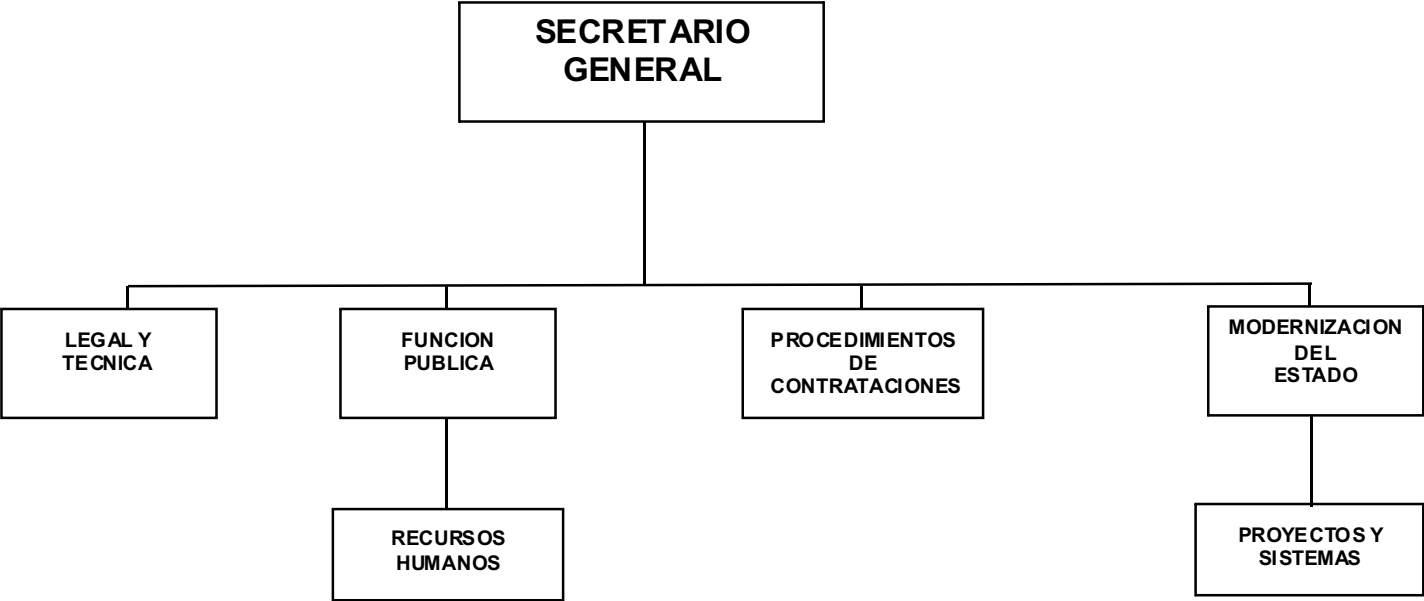 SECRETARIO
GENERAL
LEGAL Y
TECNICA
FUNCION
PUBLICA
PROCEDIMIENTOS
DE
CONTRATACIONES
MODERNIZACION
DEL
ESTADO
RECURSOS
HUMANOS
PROYECTOS Y
SISTEMAS